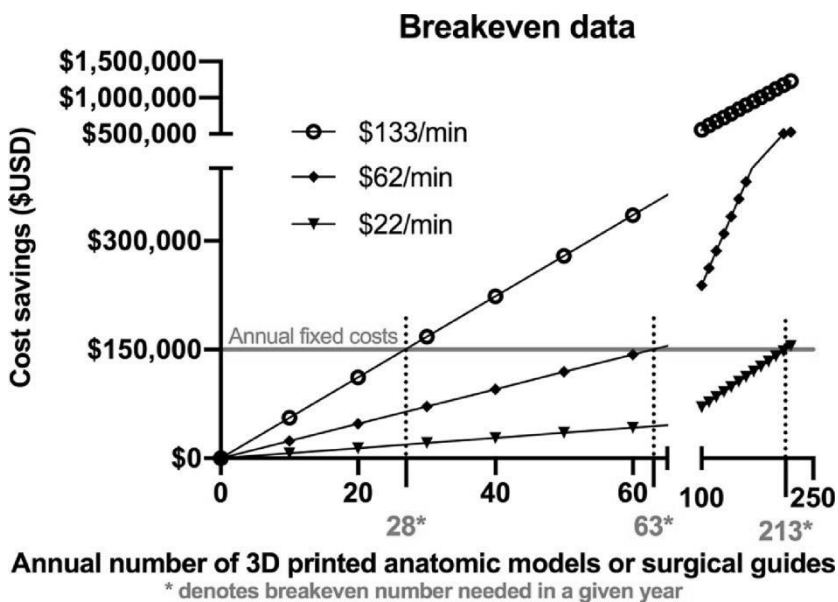 Breakeven data
$1,500,000
$1,000,000
$500,000
$300,000
$150,000
$0
Cost savings ($USD)
$133/min
$62/min
$22/min
Annual fixed costs
0 20 40 60 100 250
28* 63* 213*
Annual number of 3D printed anatomic models or surgical guides
* denotes breakeven number needed in a given year